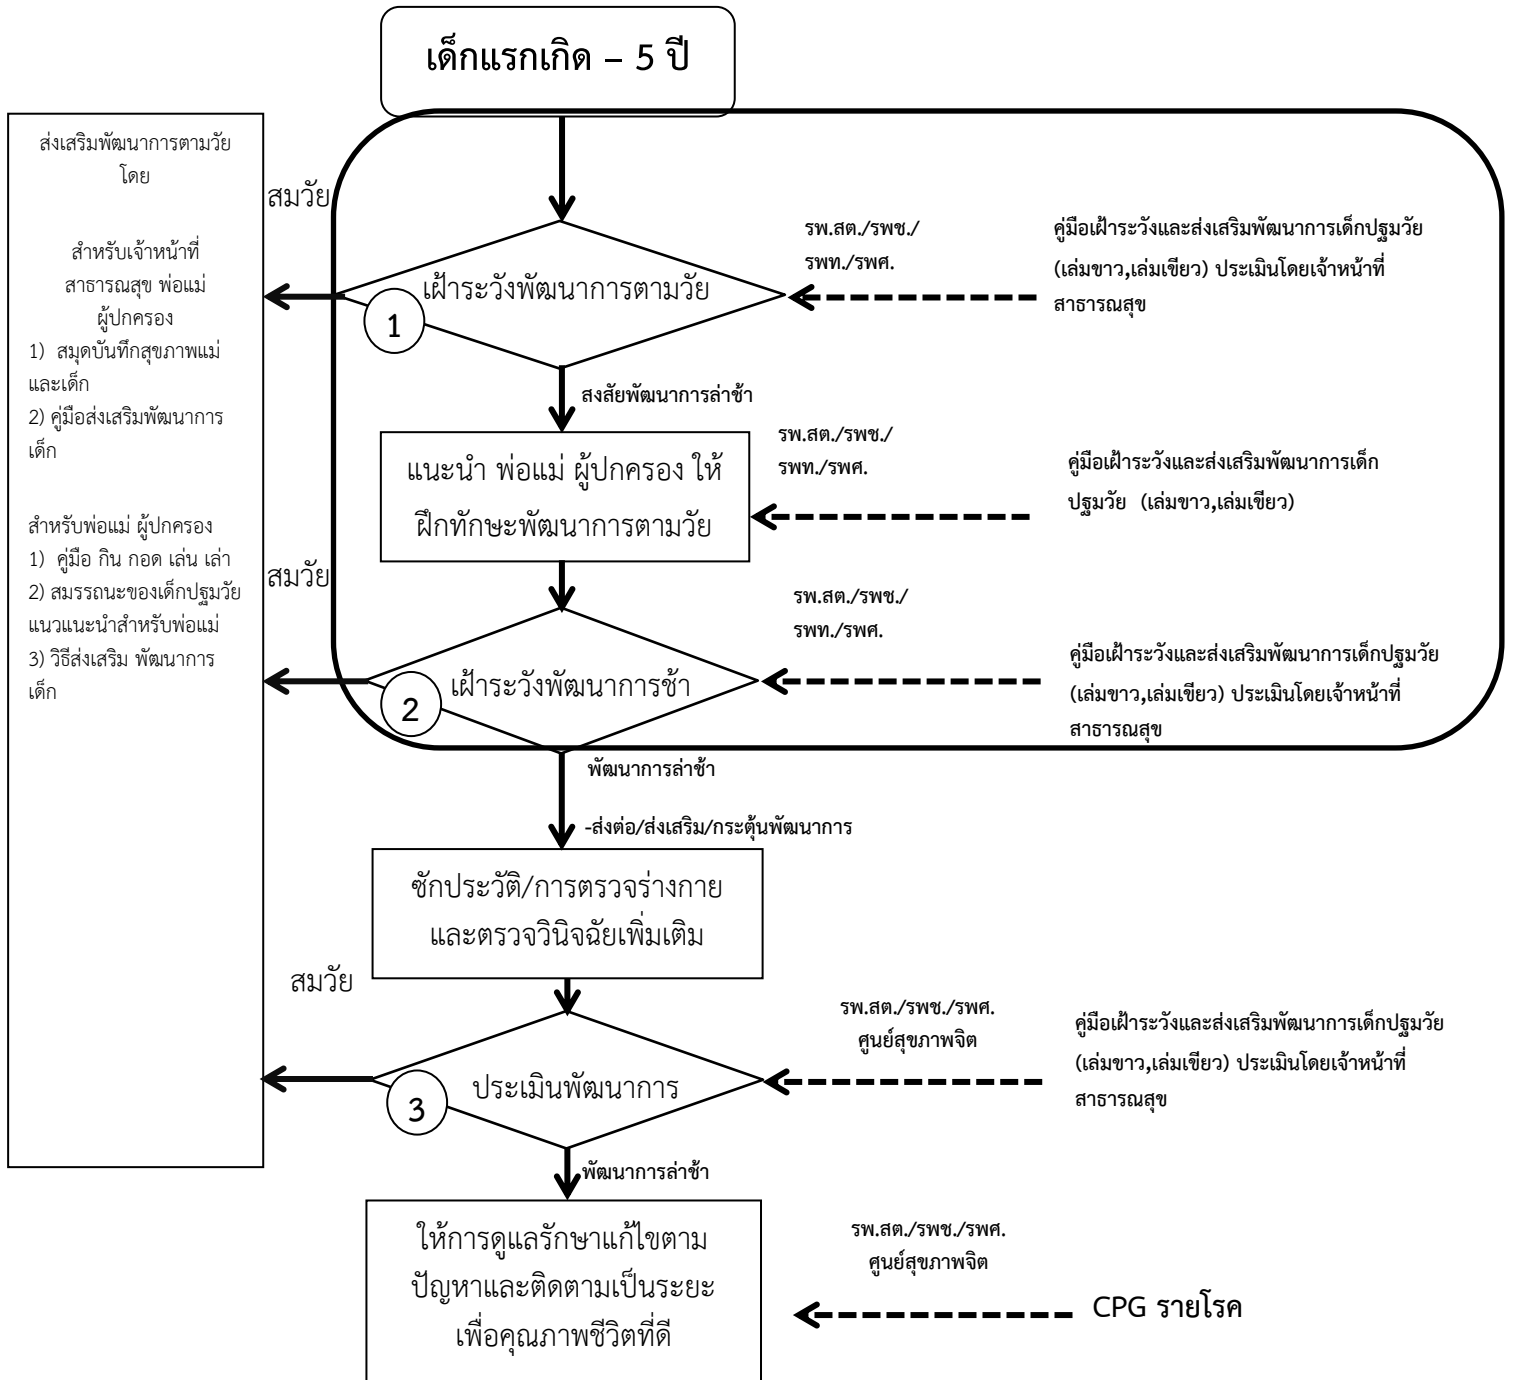 เด็กแรกเกิด – 5 ปี
ส่งเสริมพัฒนาการตามวัย
โดย
สำหรับเจ้าหน้าที่
สาธารณสุข พ่อแม่
ผู้ปกครอง
1) สมุดบันทึกสุขภาพแม่
และเด็ก
2) คู่มือส่งเสริมพัฒนาการ
เด็ก
สำหรับพ่อแม่ ผู้ปกครอง
1) คู่มือ กิน กอด เล่น เล่า
2) สมรรถนะของเด็กปฐมวัย
แนวแนะนำสำหรับพ่อแม่
3) วิธีส่งเสริม พัฒนาการ
เด็ก
สมวัย
เฝ้าระวังพัฒนาการตามวัย
1
รพ.สต./รพช./
รพท./รพศ.
คู่มือเฝ้าระวังและส่งเสริมพัฒนาการเด็กปฐมวัย
(เล่มขาว,เล่มเขียว) ประเมินโดยเจ้าหน้าที่
สาธารณสุข
สงสัยพัฒนาการล่าช้า
แนะนำ พ่อแม่ ผู้ปกครอง ให้
ฝึกทักษะพัฒนาการตามวัย
รพ.สต./รพช./
รพท./รพศ.
คู่มือเฝ้าระวังและส่งเสริมพัฒนาการเด็ก
ปฐมวัย (เล่มขาว,เล่มเขียว)
สมวัย
เฝ้าระวังพัฒนาการช้า
2
รพ.สต./รพช./
รพท./รพศ.
คู่มือเฝ้าระวังและส่งเสริมพัฒนาการเด็กปฐมวัย
(เล่มขาว,เล่มเขียว) ประเมินโดยเจ้าหน้าที่
สาธารณสุข
พัฒนาการล่าช้า
-ส่งต่อ/ส่งเสริม/กระตุ้นพัฒนาการ
ซักประวัติ/การตรวจร่างกาย
และตรวจวินิจฉัยเพิ่มเติม
สมวัย
ประเมินพัฒนาการ
3
รพ.สต./รพช./รพศ.
ศูนย์สุขภาพจิต
คู่มือเฝ้าระวังและส่งเสริมพัฒนาการเด็กปฐมวัย
(เล่มขาว,เล่มเขียว) ประเมินโดยเจ้าหน้าที่
สาธารณสุข
พัฒนาการล่าช้า
ให้การดูแลรักษาแก้ไขตาม
ปัญหาและติดตามเป็นระยะ
เพื่อคุณภาพชีวิตที่ดี
รพ.สต./รพช./รพศ.
ศูนย์สุขภาพจิต
CPG รายโรค